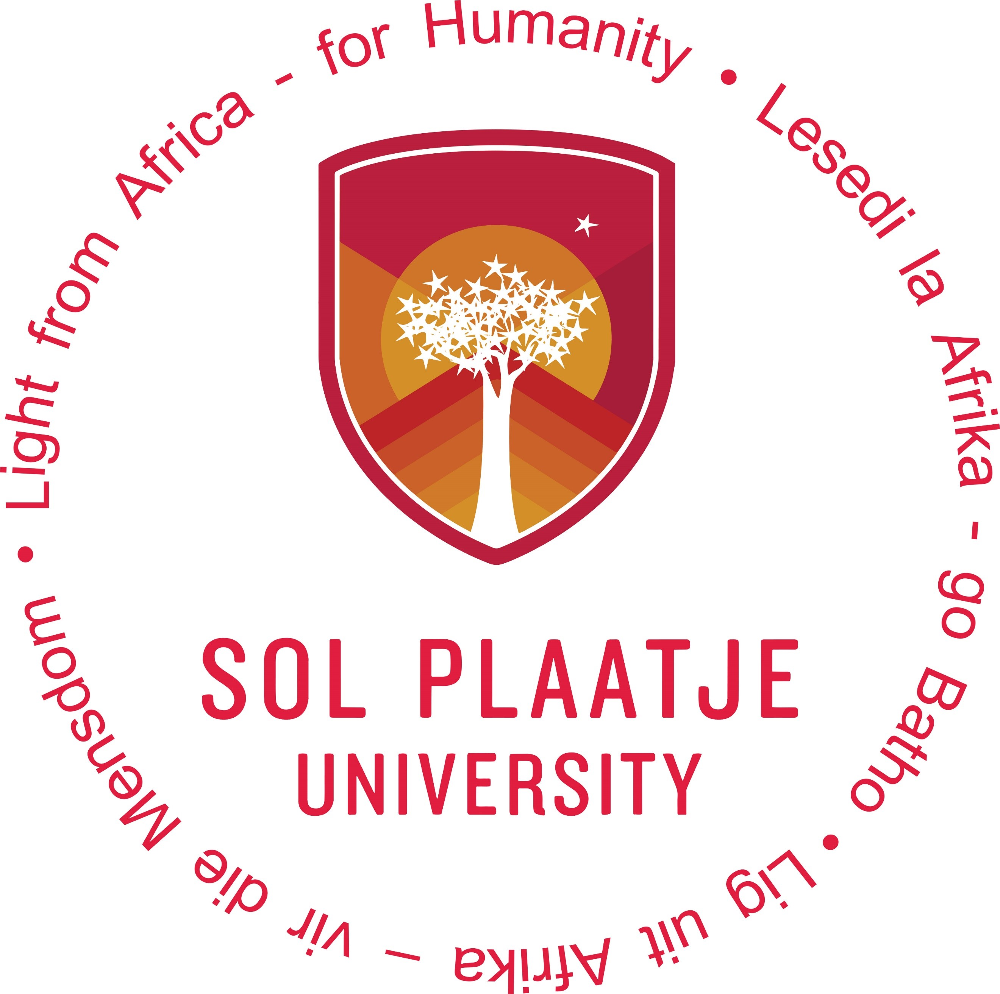 Light from Africa - for Humanity • Lesedi la Afrika - go Batho • Lig uit Afrika – vir die Mensdom •
SOL PLAATJE
UNIVERSITY